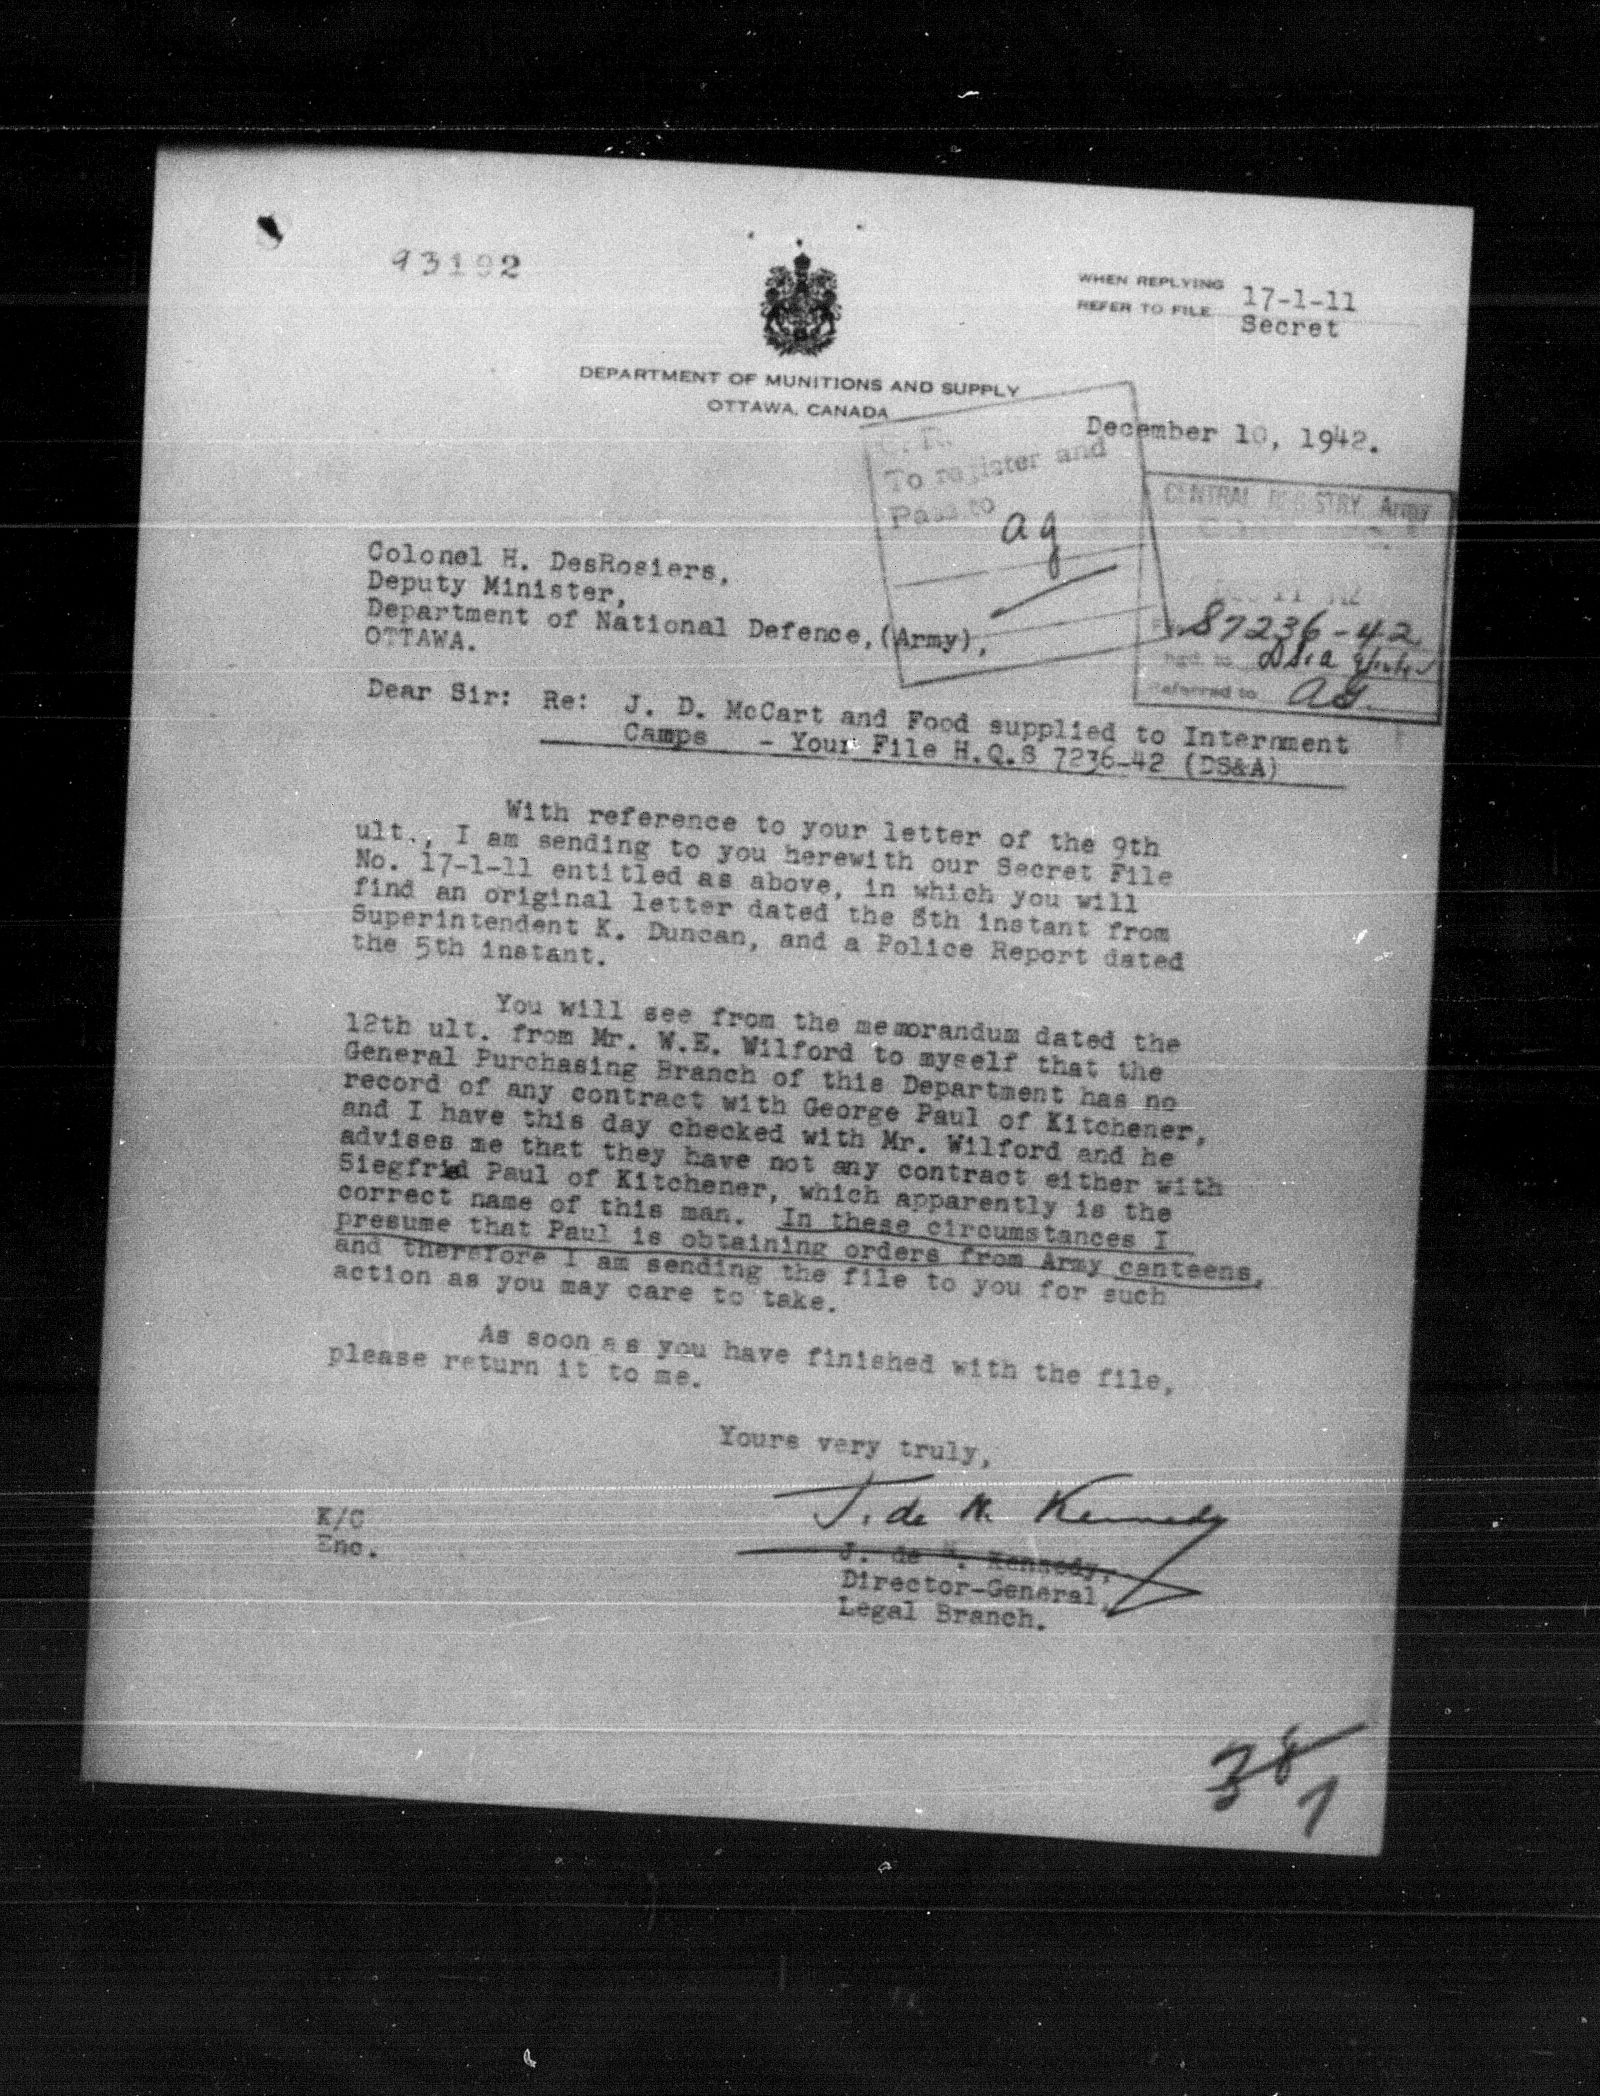 93192
WHEN REPLYING
REFER TO FILE
17-1-11
Secret
DEPARTMENT OF MUNITIONS AND SUPPLY
OTTAWA, CANADA
December 10, 1942.
To register and
Pass to
ag
CENTRAL REGISTRY Army
S7236-42
Referred to AG.
Colonel H. DesRosiers,
Deputy Minister,
Department of National Defence,(Army),
OTTAWA.
Dear Sir: Re: J. D. McCart and Food supplied to Internment
Camps - Your File H.Q.S 7236-42 (DS&A)
With reference to your letter of the 9th
ult., I am sending to you herewith our Secret File
No. 17-1-11 entitled as above, in which you will
find an original letter dated the 8th instant from
Superintendent K. Duncan, and a Police Report dated
the 5th instant.
You will see from the memorandum dated the
12th ult. from Mr. W.E. Wilford to myself that the
General Purchasing Branch of this Department has no
record of any contract with George Paul of Kitchener,
and I have this day checked with Mr. Wilford and he
advises me that they have not any contract either with
Siegfried Paul of Kitchener, which apparently is the
correct name of this man. In these circumstances I
presume that Paul is obtaining orders from Army canteens,
and therefore I am sending the file to you for such
action as you may care to take.
As soon as you have finished with the file,
please return it to me.
Yours very truly,
J. de N. Kennedy
K/C
Enc.
J. de N. Kennedy,
Director-General,
Legal Branch.